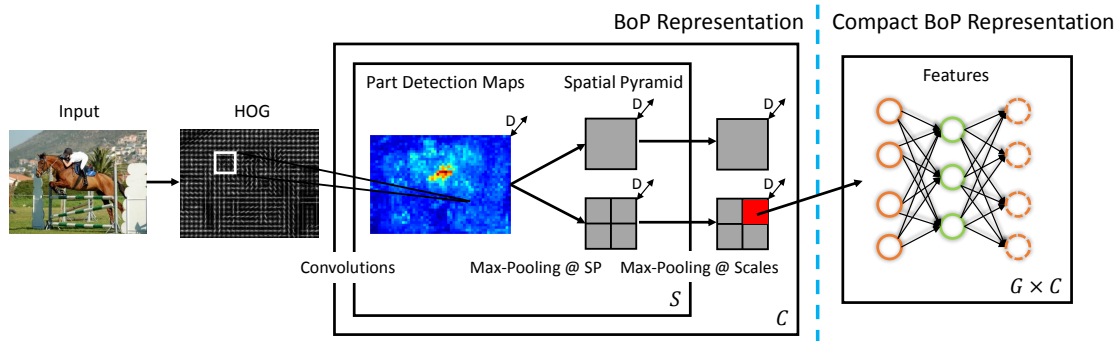 BoP Representation
Compact BoP Representation
Input
HOG
Part Detection Maps
Spatial Pyramid
Features
D
D
D
D
D
Convolutions
Max-Pooling @ SP
Max-Pooling @ Scales
S
C
G × C